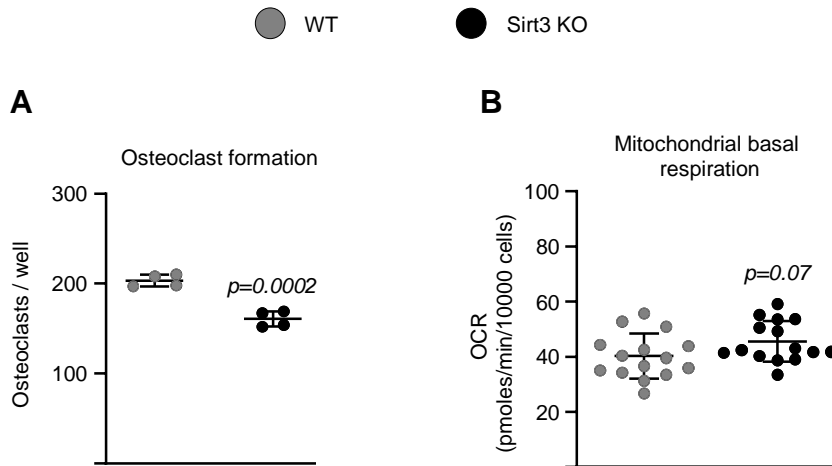 WT
Sirt3 KO
A
Osteoclast formation
300
200
100
Osteoclasts / well
p=0.0002
B
Mitochondrial basal
respiration
100
80
60
40
20
OCR
(pmoles/min/10000 cells)
p=0.07